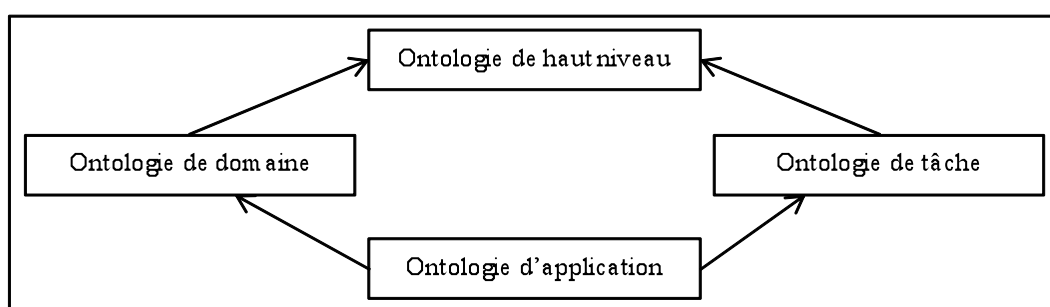 Ontologie de haut niveau
Ontologie de domaine
Ontologie de tâche
Ontologie d'application